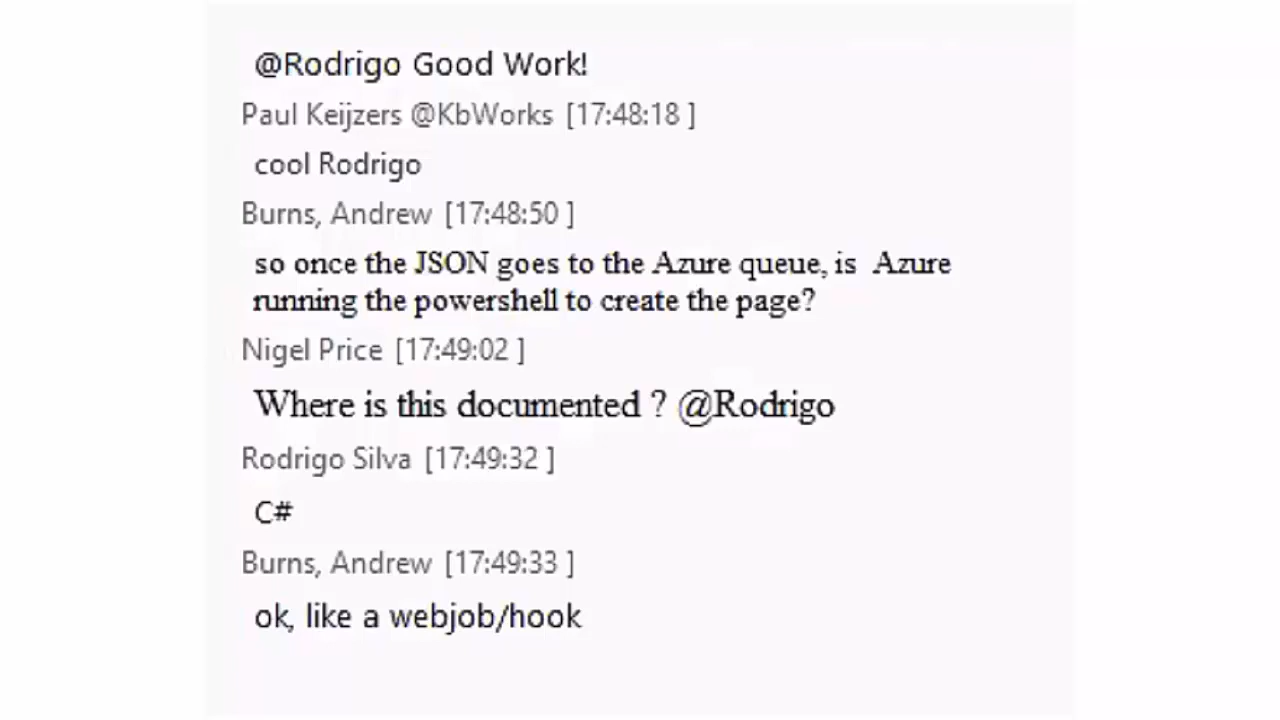 @Rodrigo Good Work!
Paul Keijzers @KbWorks [17:48:18 ]
cool Rodrigo
Burns, Andrew [17:48:50 ]
so once the JSON goes to the Azure queue, is  Azure
running the powershell to create the page?
Nigel Price [17:49:02 ]
Where is this documented ? @Rodrigo
Rodrigo Silva [17:49:32 ]
C#
Burns, Andrew [17:49:33 ]
ok, like a webjob/hook